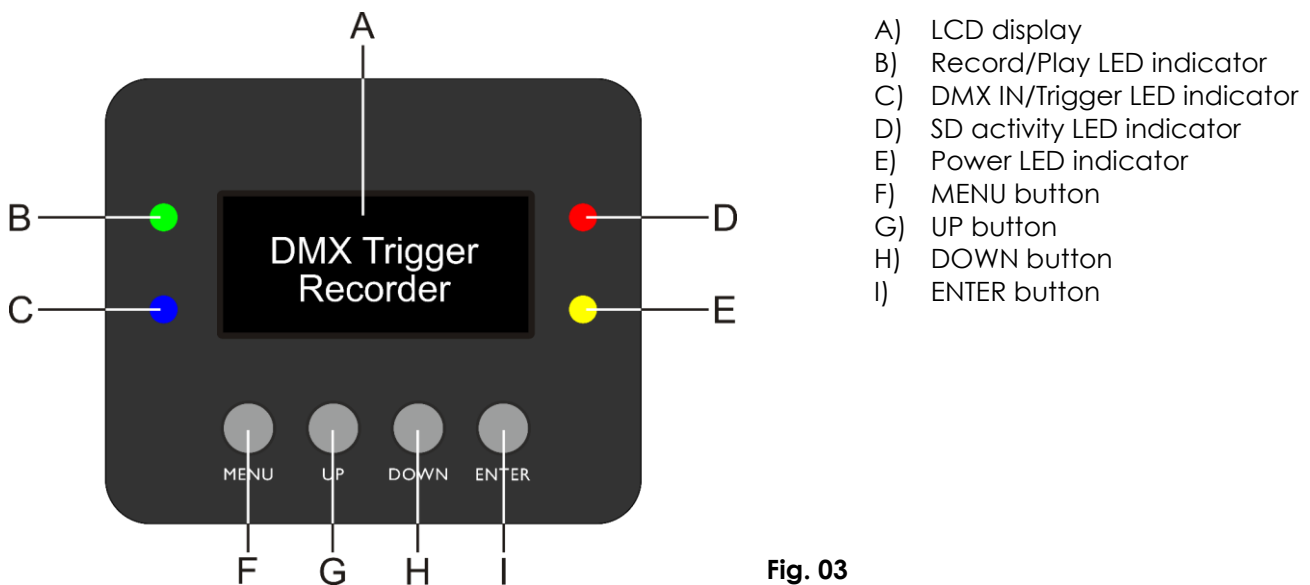 A
B
C
D
E
DMX Trigger
Recorder
MENU UP DOWN ENTER
F G H I
A) LCD display
B) Record/Play LED indicator
C) DMX IN/Trigger LED indicator
D) SD activity LED indicator
E) Power LED indicator
F) MENU button
G) UP button
H) DOWN button
I) ENTER button
Fig. 03